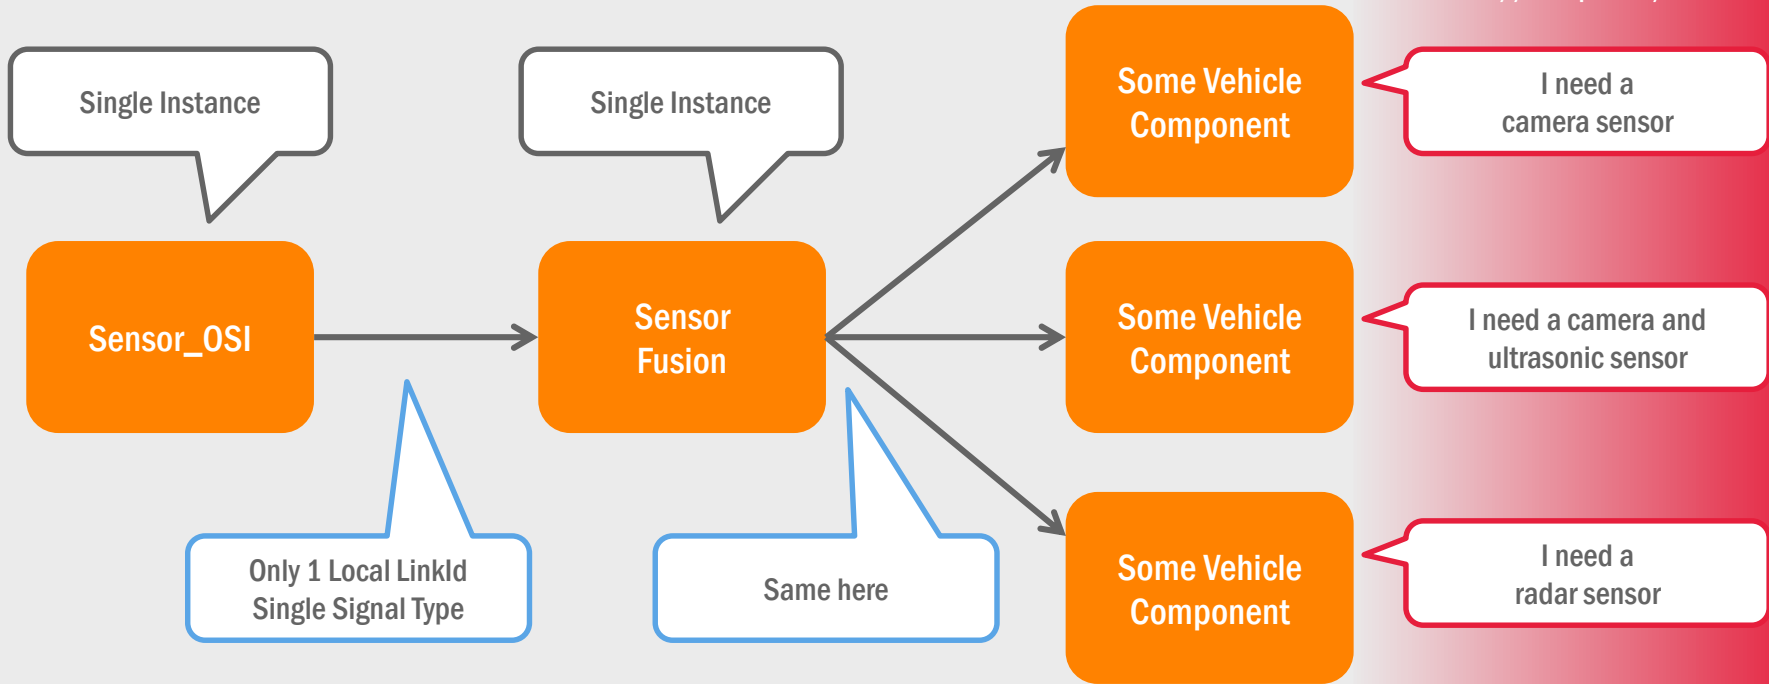 Single Instance
Single Instance
Some Vehicle
Component
I need a
camera sensor
Sensor_OSI
Sensor
Fusion
Some Vehicle
Component
I need a camera and
ultrasonic sensor
Only 1 Local LinkId
Single Signal Type
Same here
Some Vehicle
Component
I need a
radar sensor